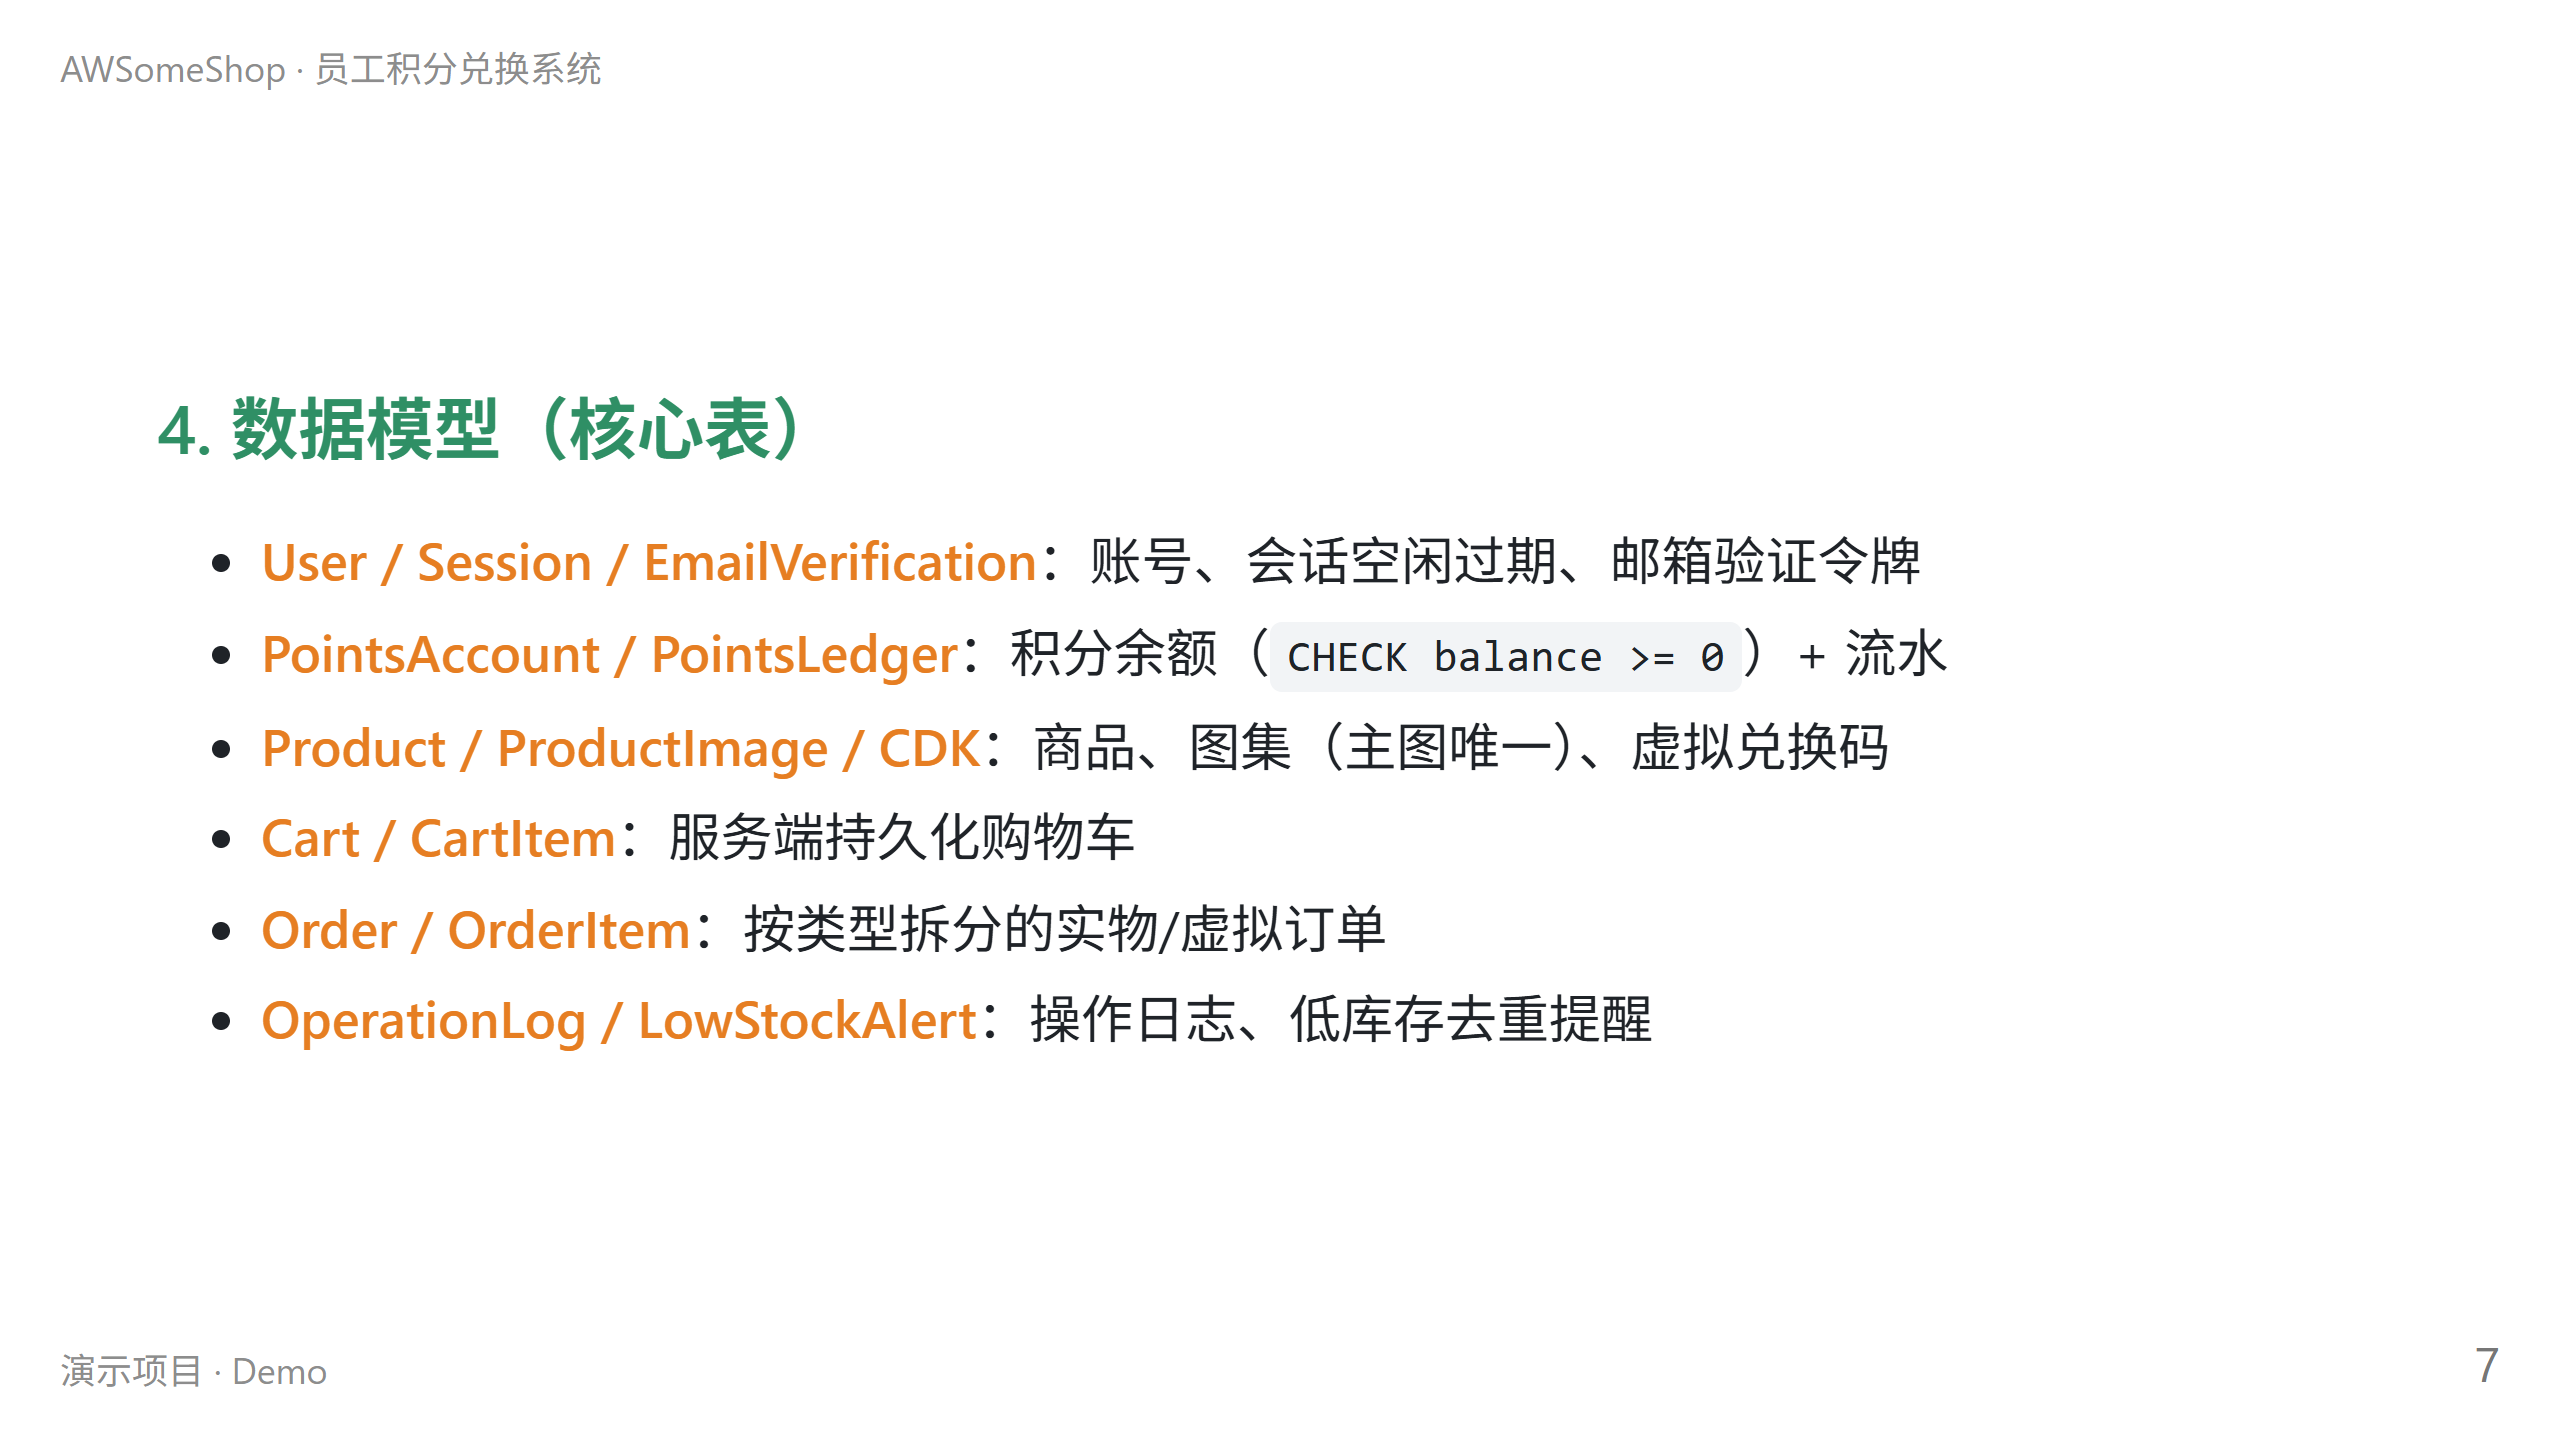 AWSomeShop · 员工积分兑换系统
4. 数据模型（核心表）
• User / Session / EmailVerification：账号、会话空闲过期、邮箱验证令牌
• PointsAccount / PointsLedger：积分余额（CHECK balance >= 0）+ 流水
• Product / ProductImage / CDK：商品、图集（主图唯一）、虚拟兑换码
• Cart / CartItem：服务端持久化购物车
• Order / OrderItem：按类型拆分的实物/虚拟订单
• OperationLog / LowStockAlert：操作日志、低库存去重提醒
演示项目 · Demo
7